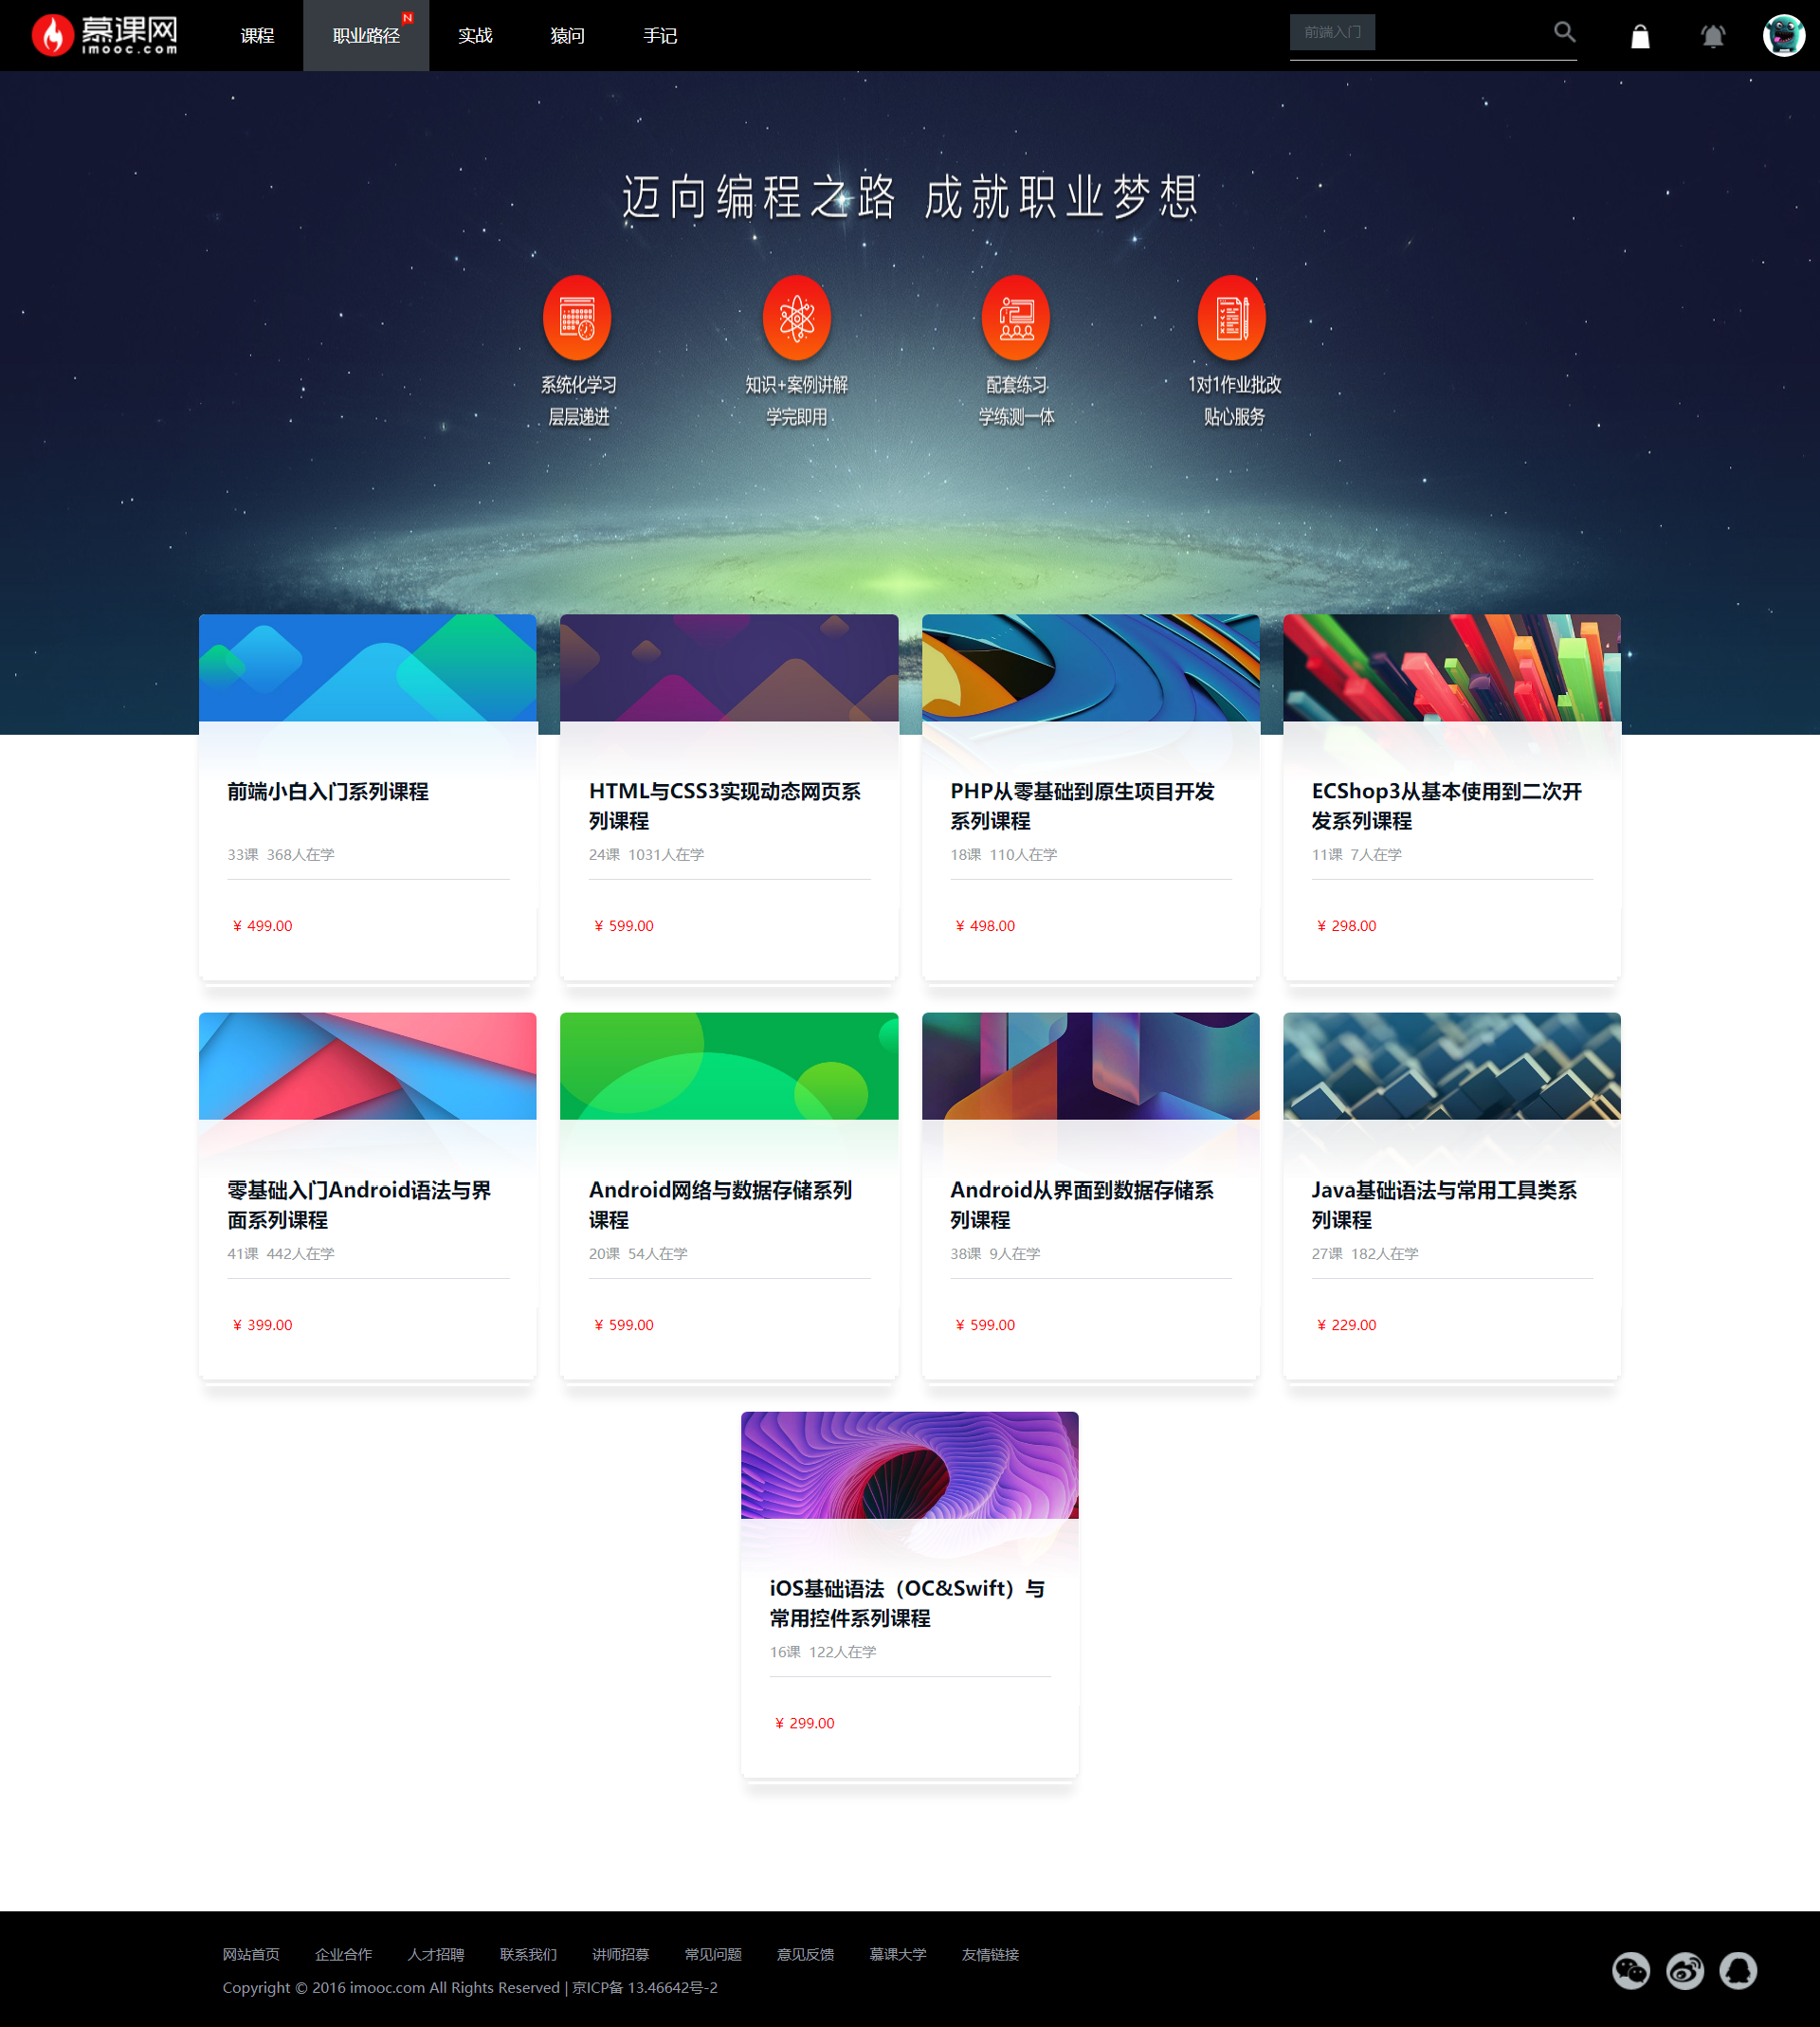 慕课网
imooc.com
课程
职业路径
N
实战
猿问
手记
前端入门
迈向编程之路 成就职业梦想
系统化学习
层层递进
知识+案例讲解
学完即用
配套练习
学练测一体
1对1作业批改
贴心服务
前端小白入门系列课程
33课 368人在学
¥ 499.00
HTML与CSS3实现动态网页系
列课程
24课 1031人在学
¥ 599.00
PHP从零基础到原生项目开发
系列课程
18课 110人在学
¥ 498.00
ECShop3从基本使用到二次开
发系列课程
11课 7人在学
¥ 298.00
零基础入门Android语法与界
面系列课程
41课 442人在学
¥ 399.00
Android网络与数据存储系列
课程
20课 54人在学
¥ 599.00
Android从界面到数据存储系
列课程
38课 9人在学
¥ 599.00
Java基础语法与常用工具类系
列课程
27课 182人在学
¥ 229.00
iOS基础语法（OC&Swift）与
常用控件系列课程
16课 122人在学
¥ 299.00
网站首页 企业合作 人才招聘 联系我们 讲师招募 常见问题 意见反馈 慕课大学 友情链接
Copyright © 2016 imooc.com All Rights Reserved | 京ICP备 13.46642号-2